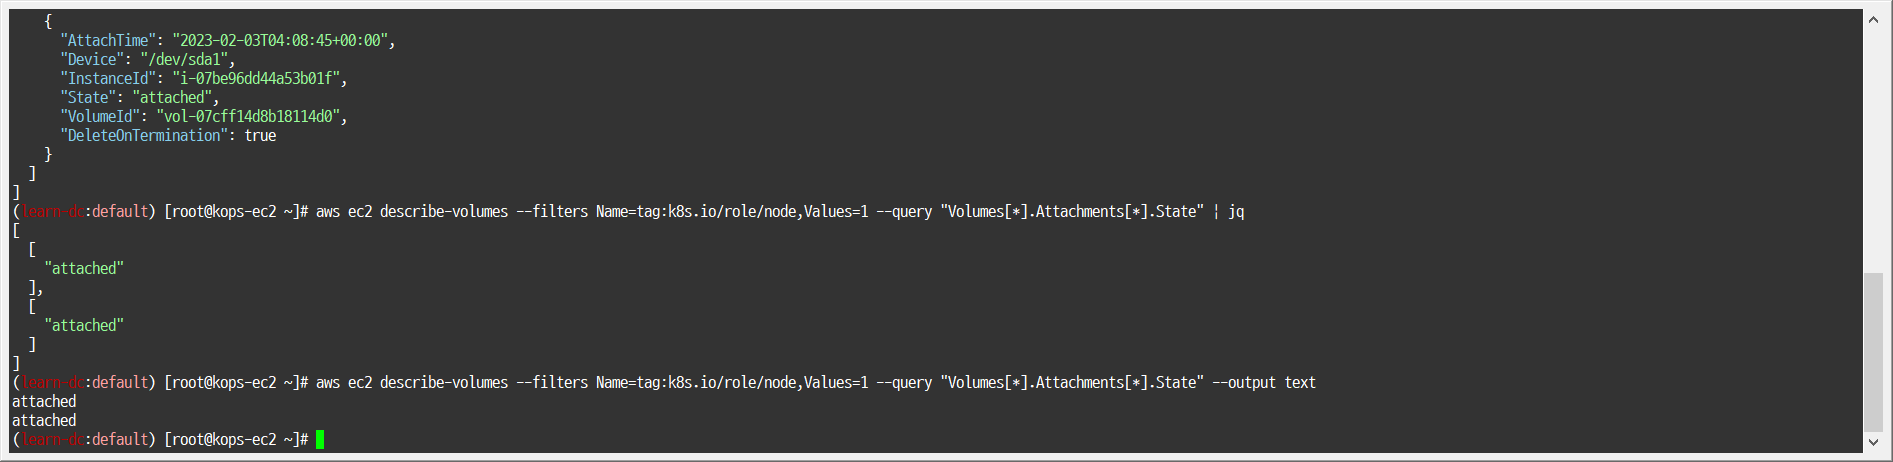 {
      "AttachTime": "2023-02-03T04:08:45+00:00",
      "Device": "/dev/sda1",
      "InstanceId": "i-07be96dd44a53b01f",
      "State": "attached",
      "VolumeId": "vol-07cff14d8b18114d0",
      "DeleteOnTermination": true
    }
  ]
]
(learn-dc:default) [root@kops-ec2 ~]# aws ec2 describe-volumes --filters Name=tag:k8s.io/role/node,Values=1 --query "Volumes[*].Attachments[*].State" | jq
[
  [
    "attached"
  ],
  [
    "attached"
  ]
]
(learn-dc:default) [root@kops-ec2 ~]# aws ec2 describe-volumes --filters Name=tag:k8s.io/role/node,Values=1 --query "Volumes[*].Attachments[*].State" --output text
attached
attached
(learn-dc:default) [root@kops-ec2 ~]#